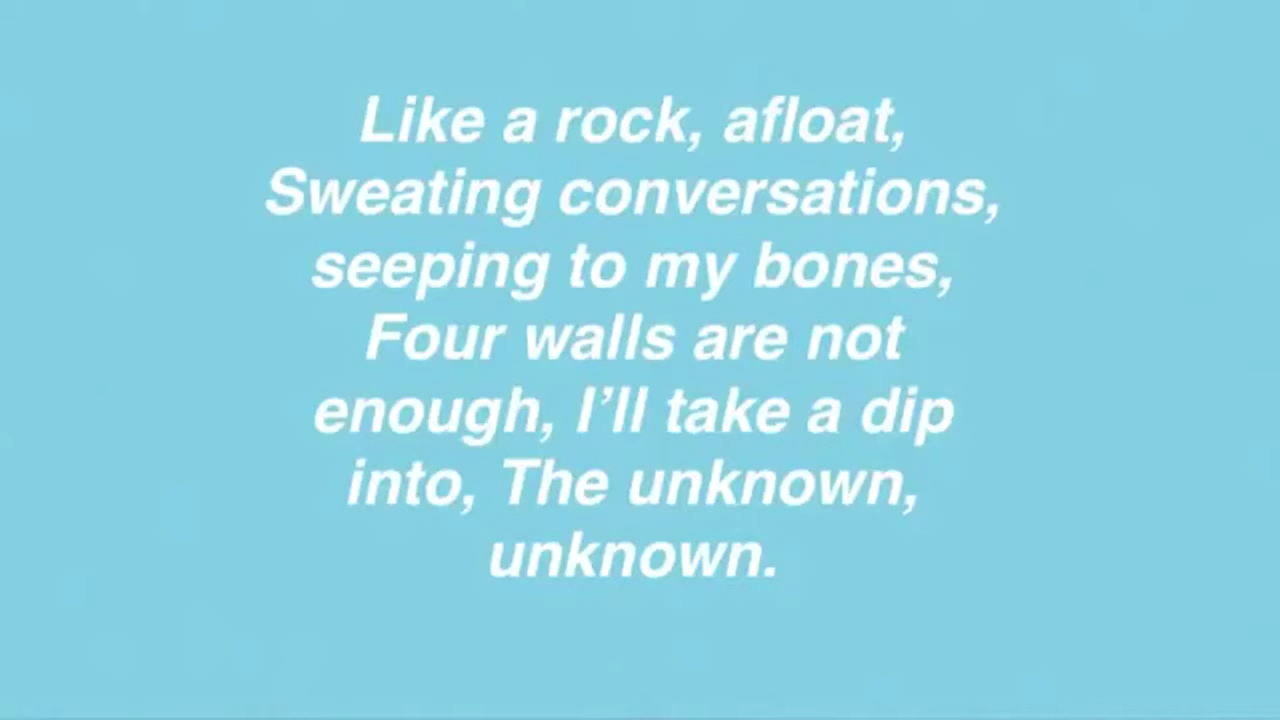 Like a rock, afloat,
Sweating conversations,
seeping to my bones,
Four walls are not
enough, I’ll take a dip
into, The unknown,
unknown.